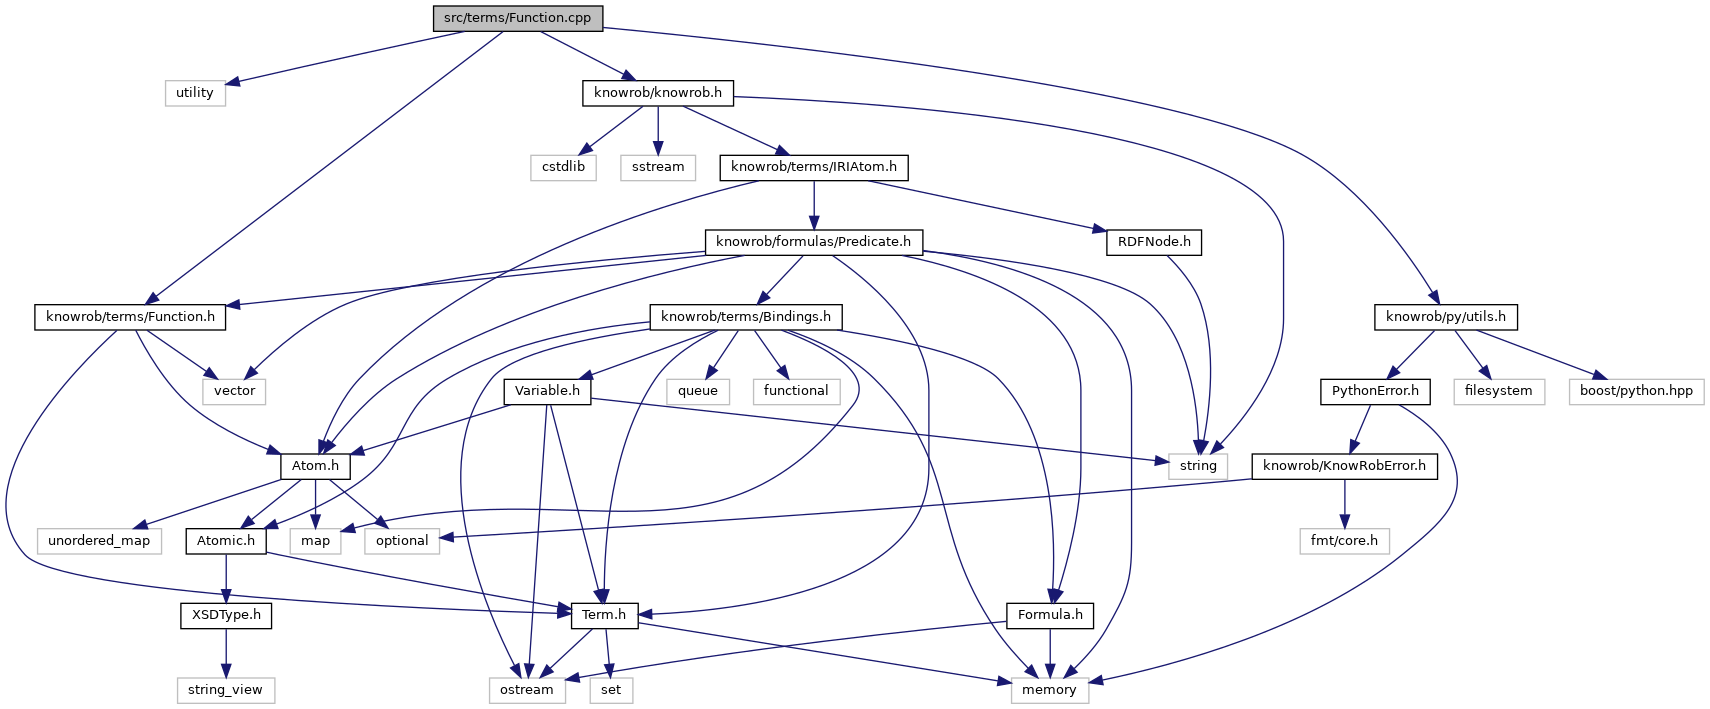 src/terms/Function.cpp
utility
knowrob/knowrob.h
cstdlib
sstream
knowrob/terms/IRIAtom.h
knowrob/formulas/Predicate.h
RDFNode.h
knowrob/terms/Function.h
knowrob/terms/Bindings.h
knowrob/py/utils.h
vector
Variable.h
queue
functional
PythonError.h
filesystem
boost/python.hpp
Atom.h
string
knowrob/KnowRobError.h
unordered_map
Atomic.h
map
optional
fmt/core.h
XSDType.h
Term.h
Formula.h
string_view
ostream
set
memory